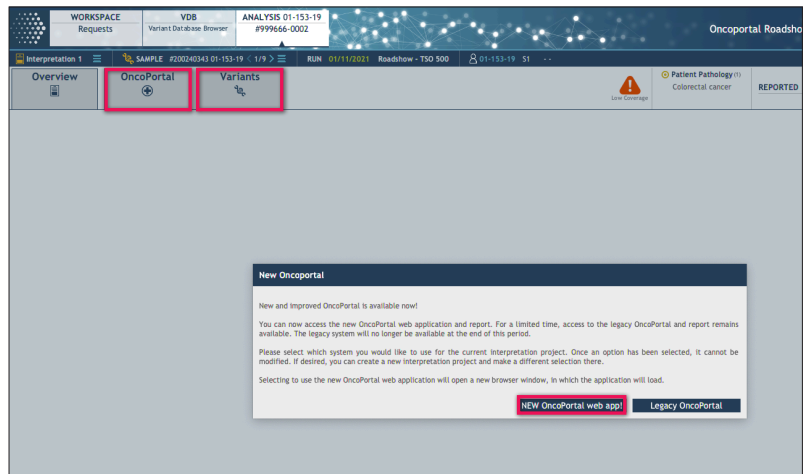 WORKSPACE
Requests
VDB
Variant Database Browser
ANALYSIS 01-153-19
#999666-0002
Oncoportal Roadsho
Interpretation 1
SAMPLE #200240343 01-153-19 < 1/9 >
RUN 01/11/2021 Roadshow - TSO 500
01-153-19 S1 - -
Overview
OncoPortal
Variants
Low Coverage
Patient Pathology (1)
Colorectal cancer
REPORTED
New Oncoportal
New and improved OncoPortal is available now!
You can now access the new OncoPortal web application and report. For a limited time, access to the legacy OncoPortal and report remains
available. The legacy system will no longer be available at the end of this period.
Please select which system you would like to use for the current interpretation project. Once an option has been selected, it cannot be
modified. If desired, you can create a new interpretation project and make a different selection there.
Selecting to use the new OncoPortal web application will open a new browser window, in which the application will load.
NEW OncoPortal web app!
Legacy OncoPortal